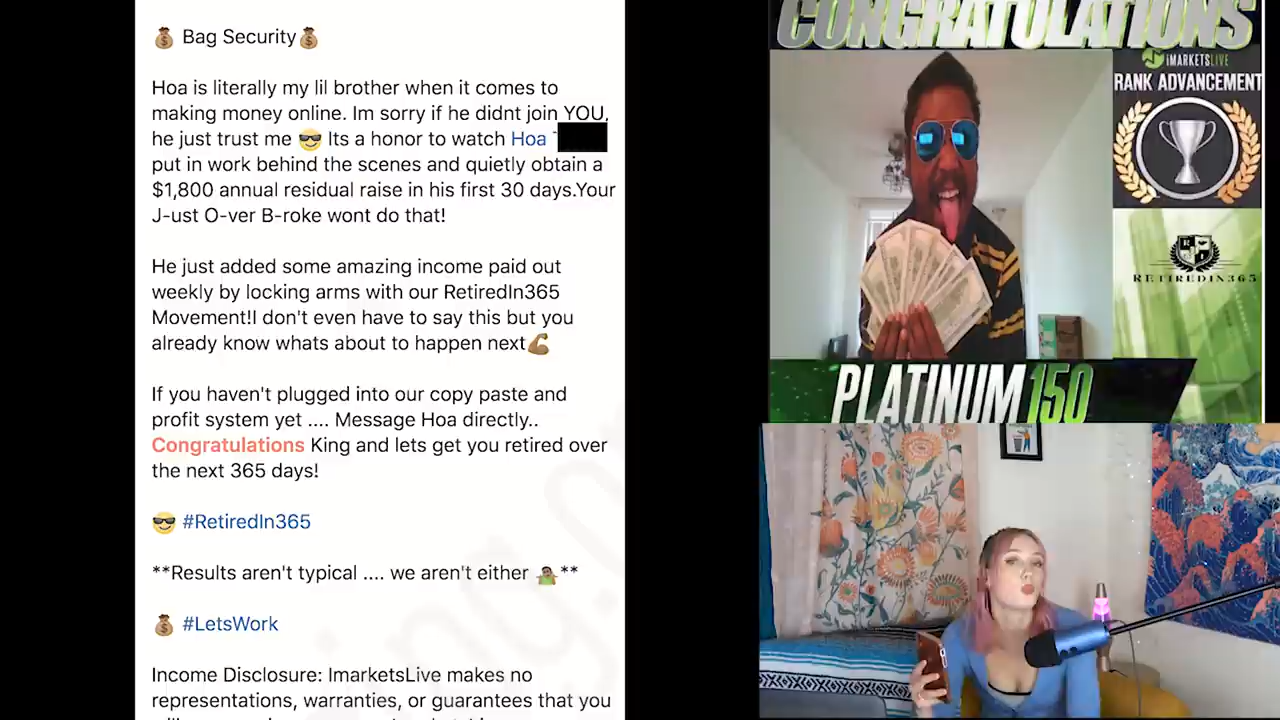 💰 Bag Security💰
Hoa is literally my lil brother when it comes to
making money online. Im sorry if he didnt join YOU,
he just trust me 😎 Its a honor to watch Hoa
put in work behind the scenes and quietly obtain a
$1,800 annual residual raise in his first 30 days.Your
J-ust O-ver B-roke wont do that!
He just added some amazing income paid out
weekly by locking arms with our RetiredIn365
Movement!I don't even have to say this but you
already know whats about to happen next💪🏽
If you haven't plugged into our copy paste and
profit system yet .... Message Hoa directly..
Congratulations King and lets get you retired over
the next 365 days!
😎 #RetiredIn365
**Results aren't typical .... we aren't either 🤷🏽‍♂️**
💰 #LetsWork
Income Disclosure: ImarketsLive makes no
representations, warranties, or guarantees that you
CONGRATULATIONS
iMARKETSLIVE
RANK ADVANCEMENT
RETIREDIN365
PLATINUM 150